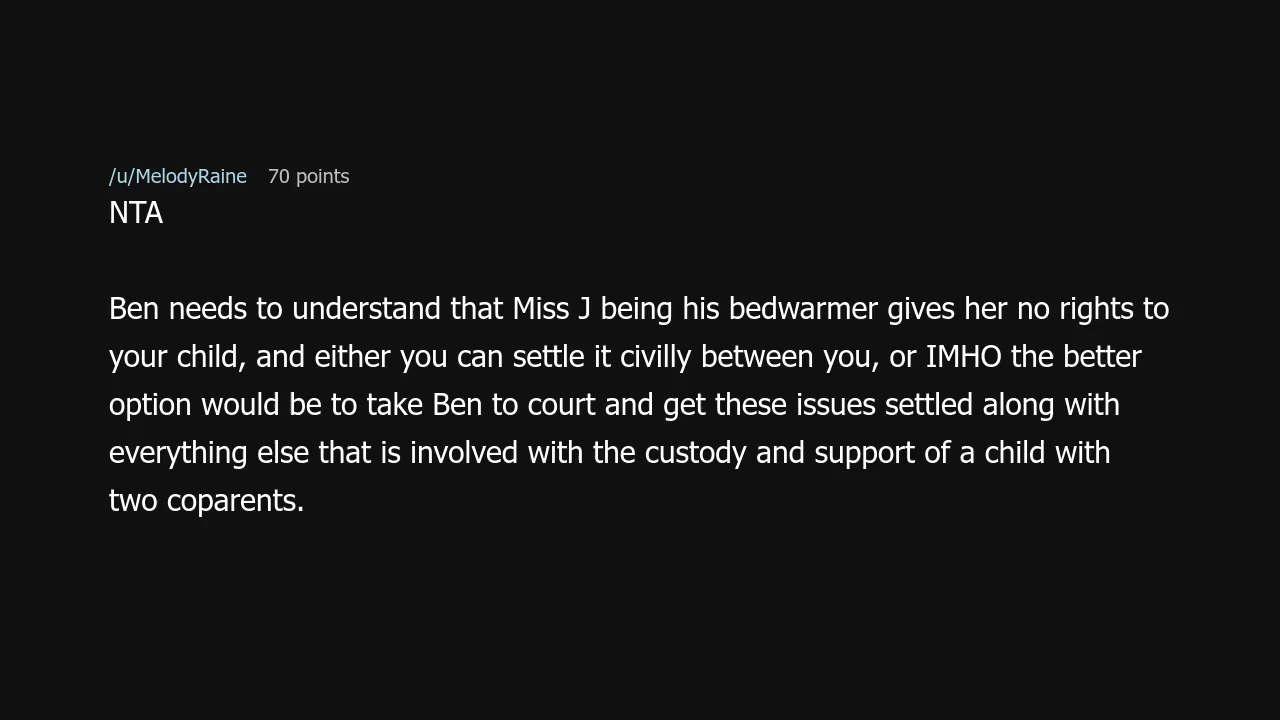 /u/MelodyRaine 70 points
NTA
Ben needs to understand that Miss J being his bedwarmer gives her no rights to
your child, and either you can settle it civilly between you, or IMHO the better
option would be to take Ben to court and get these issues settled along with
everything else that is involved with the custody and support of a child with
two coparents.